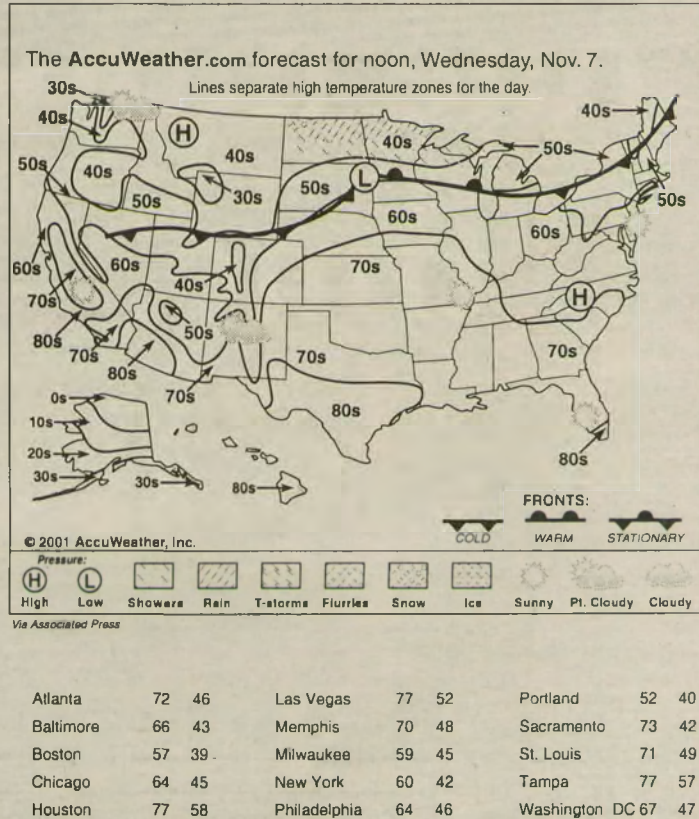 The AccuWeather.com forecast for noon, Wednesday, Nov. 7.
Lines separate high temperature zones for the day.
30s
40s
H
40s
40s
40s
50s
50s
40s
50s
30s
50s
L
50s
60s
60s
60s
60s
40s
70s
70s
H
80s
50s
70s
80s
70s
70s
70s
80s
80s
0s
10s
20s
30s
30s
80s
FRONTS:
COLD WARM STATIONARY
© 2001 AccuWeather, Inc.
Pressure:
H L
High Low Showers Rain T-storms Flurries Snow Ice Sunny Pt. Cloudy Cloudy
Via Associated Press
Atlanta 72 46 Las Vegas 77 52 Portland 52 40
Baltimore 66 43 Memphis 70 48 Sacramento 73 42
Boston 57 39 Milwaukee 59 45 St. Louis 71 49
Chicago 64 45 New York 60 42 Tampa 77 57
Houston 77 58 Philadelphia 64 46 Washington DC 67 47